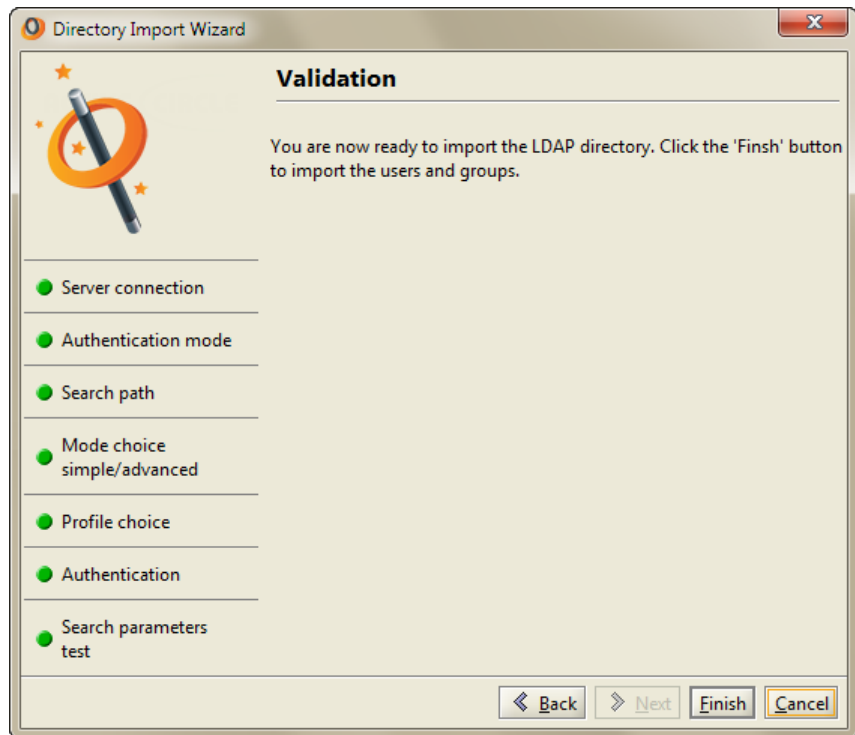 Directory Import Wizard
Validation
You are now ready to import the LDAP directory. Click the 'Finsh' button
to import the users and groups.
Server connection
Authentication mode
Search path
Mode choice
simple/advanced
Profile choice
Authentication
Search parameters
test
Back
Next
Finish
Cancel